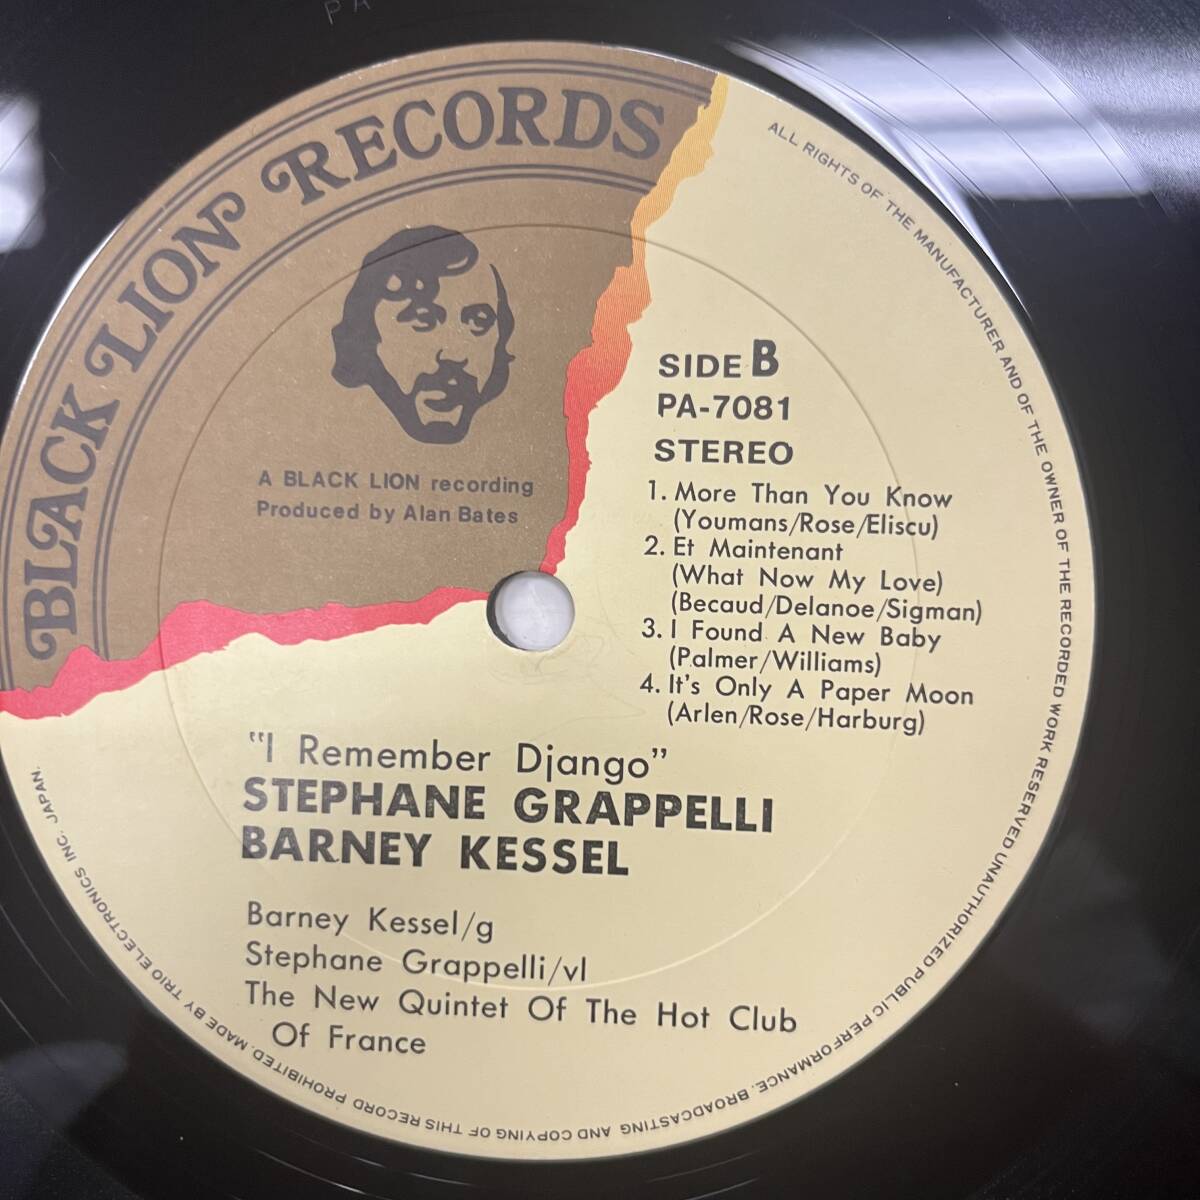 PA
BLACK LION RECORDS
A BLACK LION recording
Produced by Alan Bates
SIDE B
PA-7081
STEREO
1. More Than You Know
(Youmans/Rose/Eliscu)
2. Et Maintenant
(What Now My Love)
(Becaud/Delanoe/Sigman)
3. I Found A New Baby
(Palmer/Williams)
4. It's Only A Paper Moon
(Arlen/Rose/Harburg)
"I Remember Django"
STEPHANE GRAPPELLI
BARNEY KESSEL
Barney Kessel/g
Stephane Grappelli/vl
The New Quintet Of The Hot Club
Of France
ALL RIGHTS OF THE MANUFACTURER AND OF THE OWNER OF THE RECORDED WORK RESERVED UNAUTHORIZED PUBLIC PERFORMANCE. BROADCASTING AND COPYING OF THIS RECORD PROHIBITED. MADE BY TRIO ELECTRONICS INC. JAPAN.